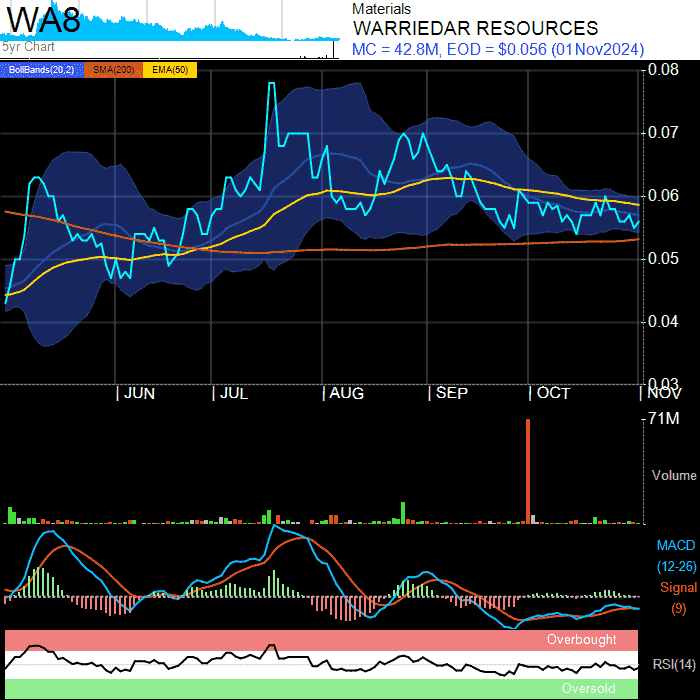 WA8
5yr Chart
Materials
WARRIEDAR RESOURCES
MC = 42.8M, EOD = $0.056 (01Nov2024)
BollBands(20,2) SMA(200) EMA(50)
0.08
0.07
0.06
0.05
0.04
0.03
JUN JUL AUG SEP OCT NOV
71M
Volume
MACD
(12-26)
Signal
(9)
Overbought
RSI(14)
Oversold